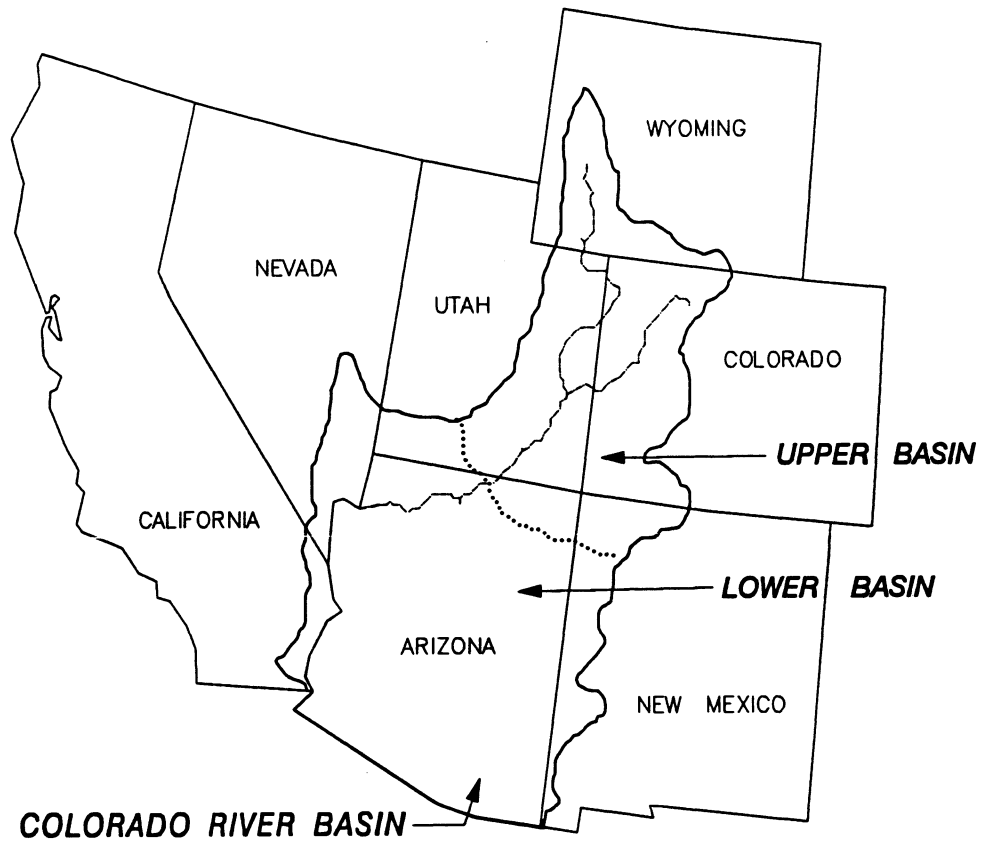 WYOMING
NEVADA
UTAH
COLORADO
UPPER BASIN
CALIFORNIA
LOWER BASIN
ARIZONA
NEW MEXICO
COLORADO RIVER BASIN